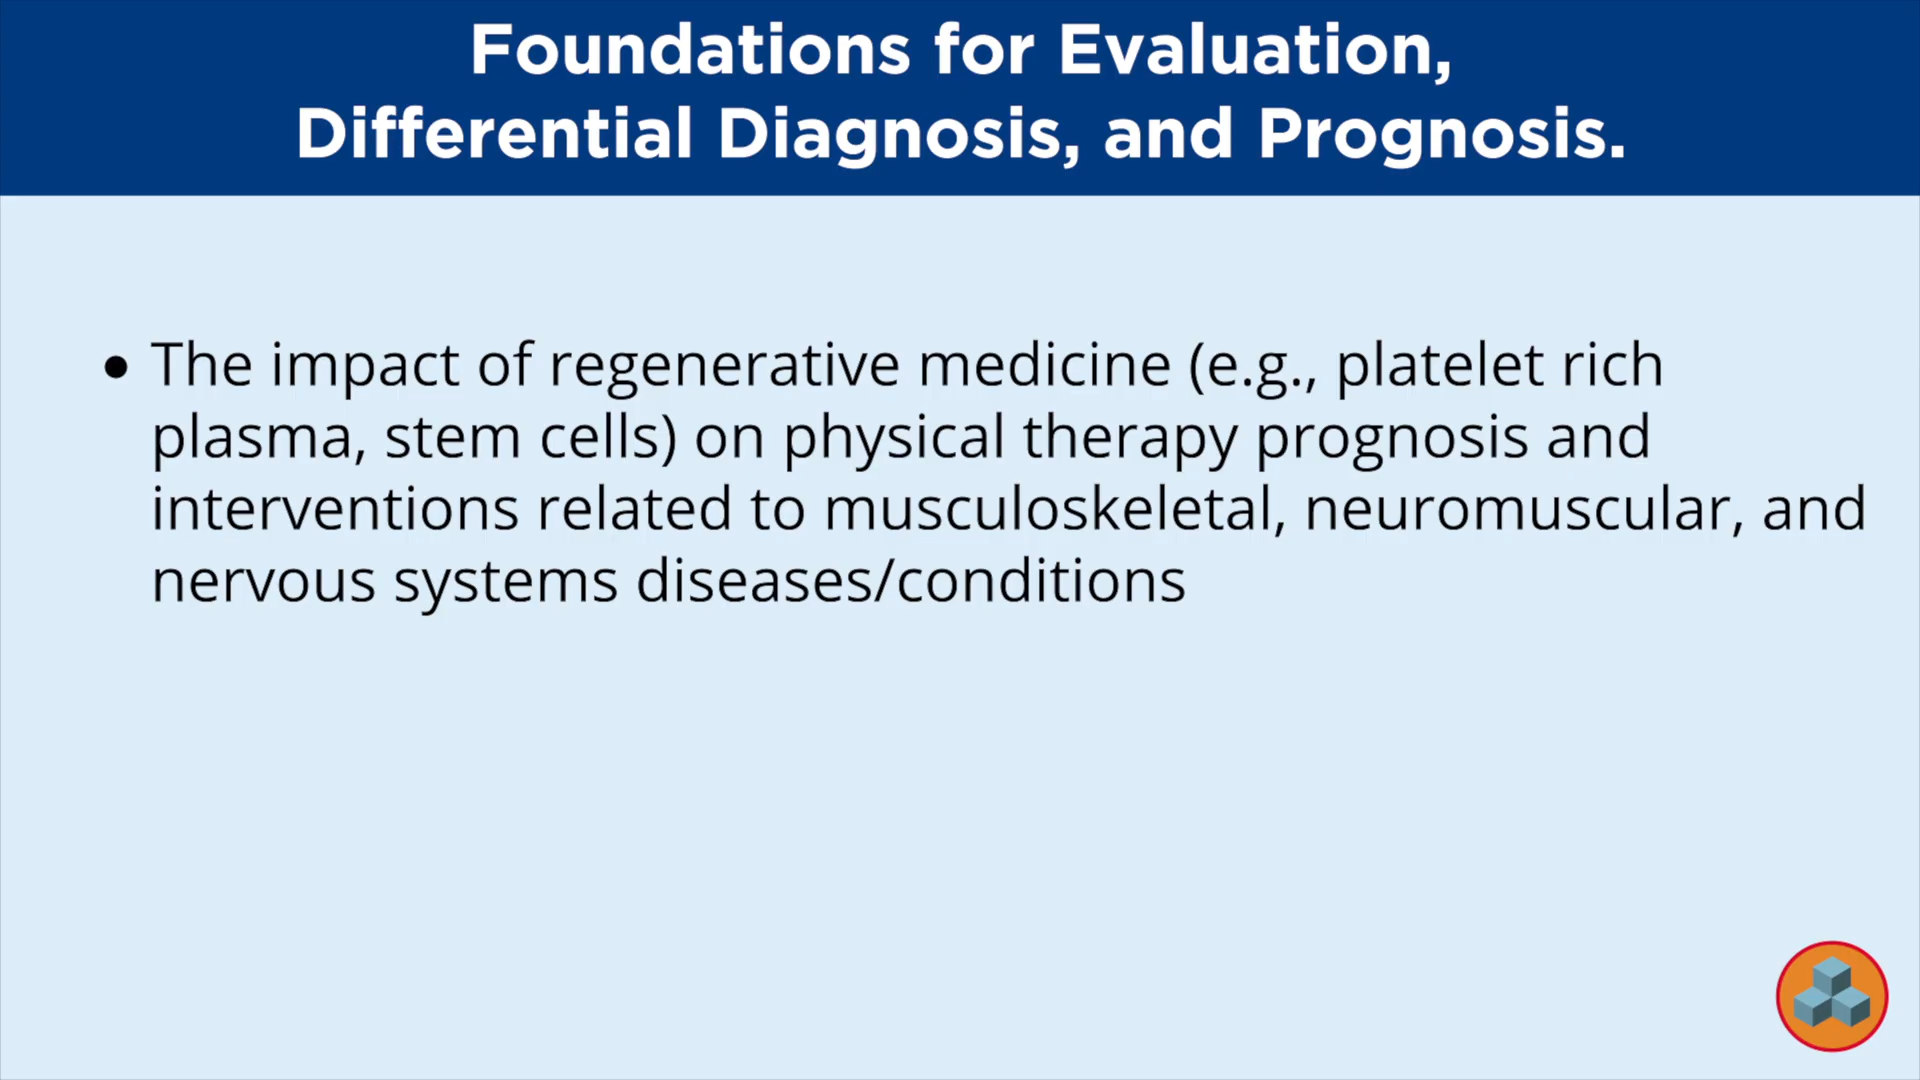 Foundations for Evaluation,
Differential Diagnosis, and Prognosis.
• The impact of regenerative medicine (e.g., platelet rich
plasma, stem cells) on physical therapy prognosis and
interventions related to musculoskeletal, neuromuscular, and
nervous systems diseases/conditions